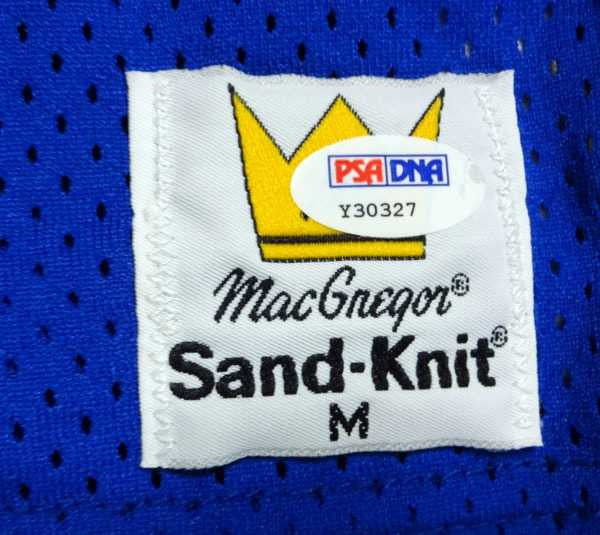 PSA DNA
Y30327
MacGregor®
Sand-Knit®
M